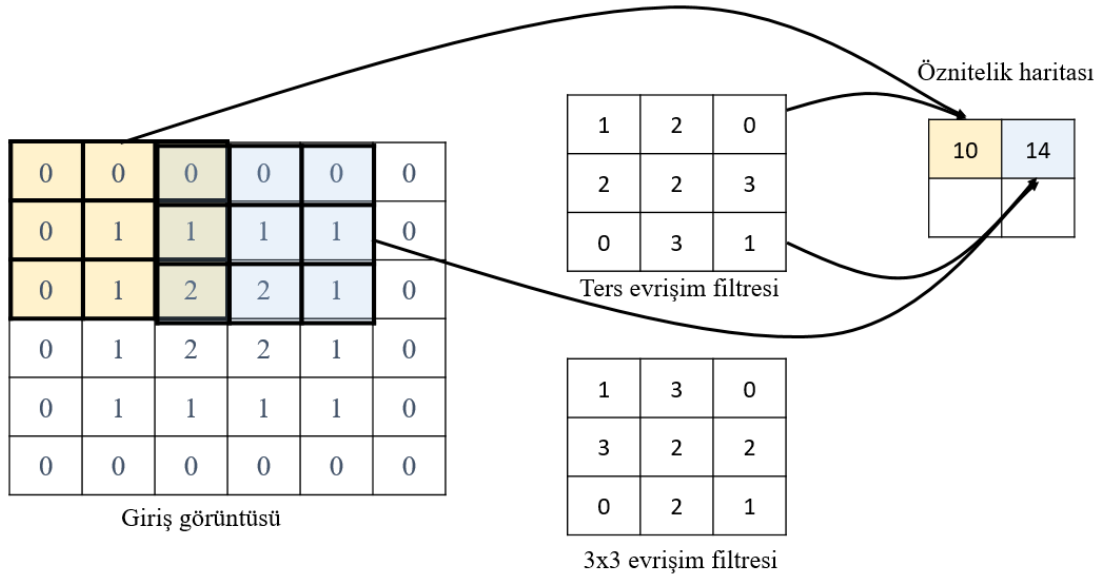 Öznitelik haritası
10 14
1 2 0
2 2 3
0 3 1
Ters evrişim filtresi
0 0 0 0 0 0
0 1 1 1 1 0
0 1 2 2 1 0
0 1 2 2 1 0
0 1 1 1 1 0
0 0 0 0 0 0
Giriş görüntüsü
1 3 0
3 2 2
0 2 1
3x3 evrişim filtresi